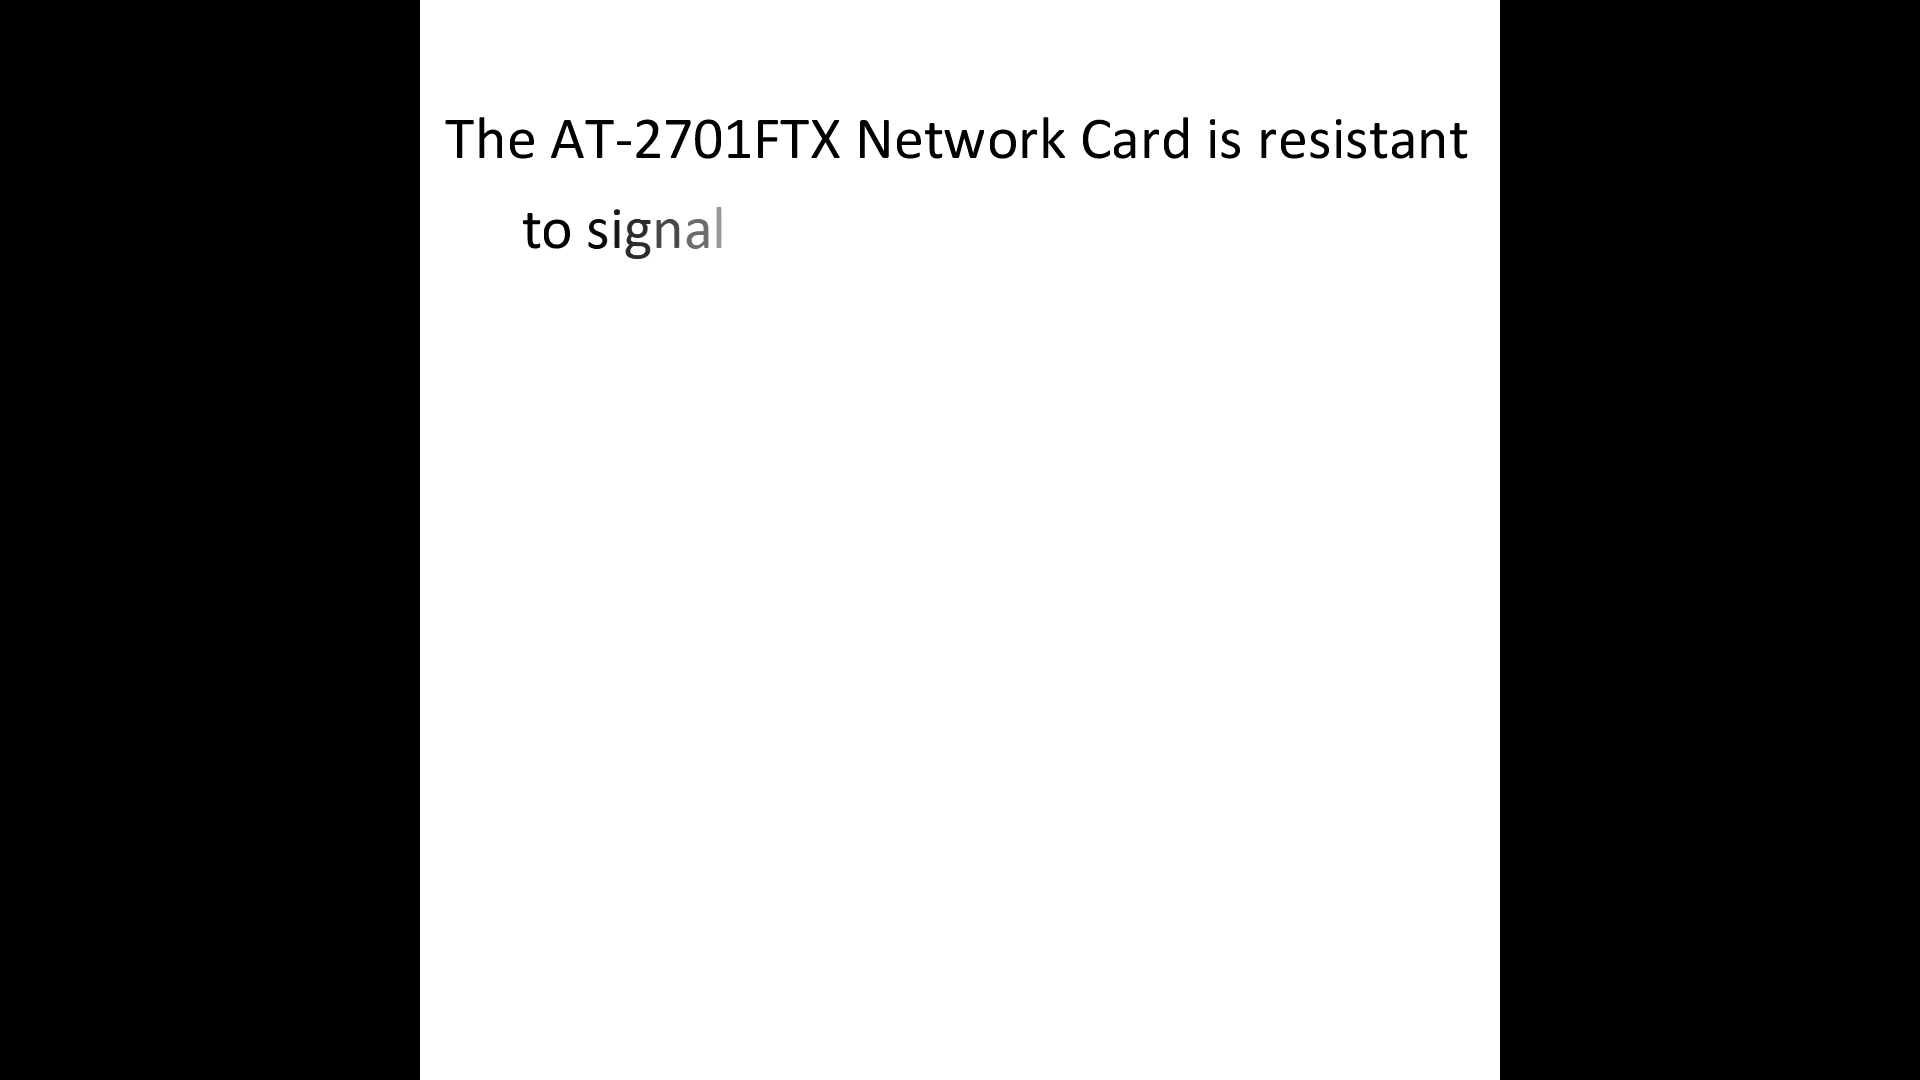 The AT-2701FTX Network Card is resistant
to signal